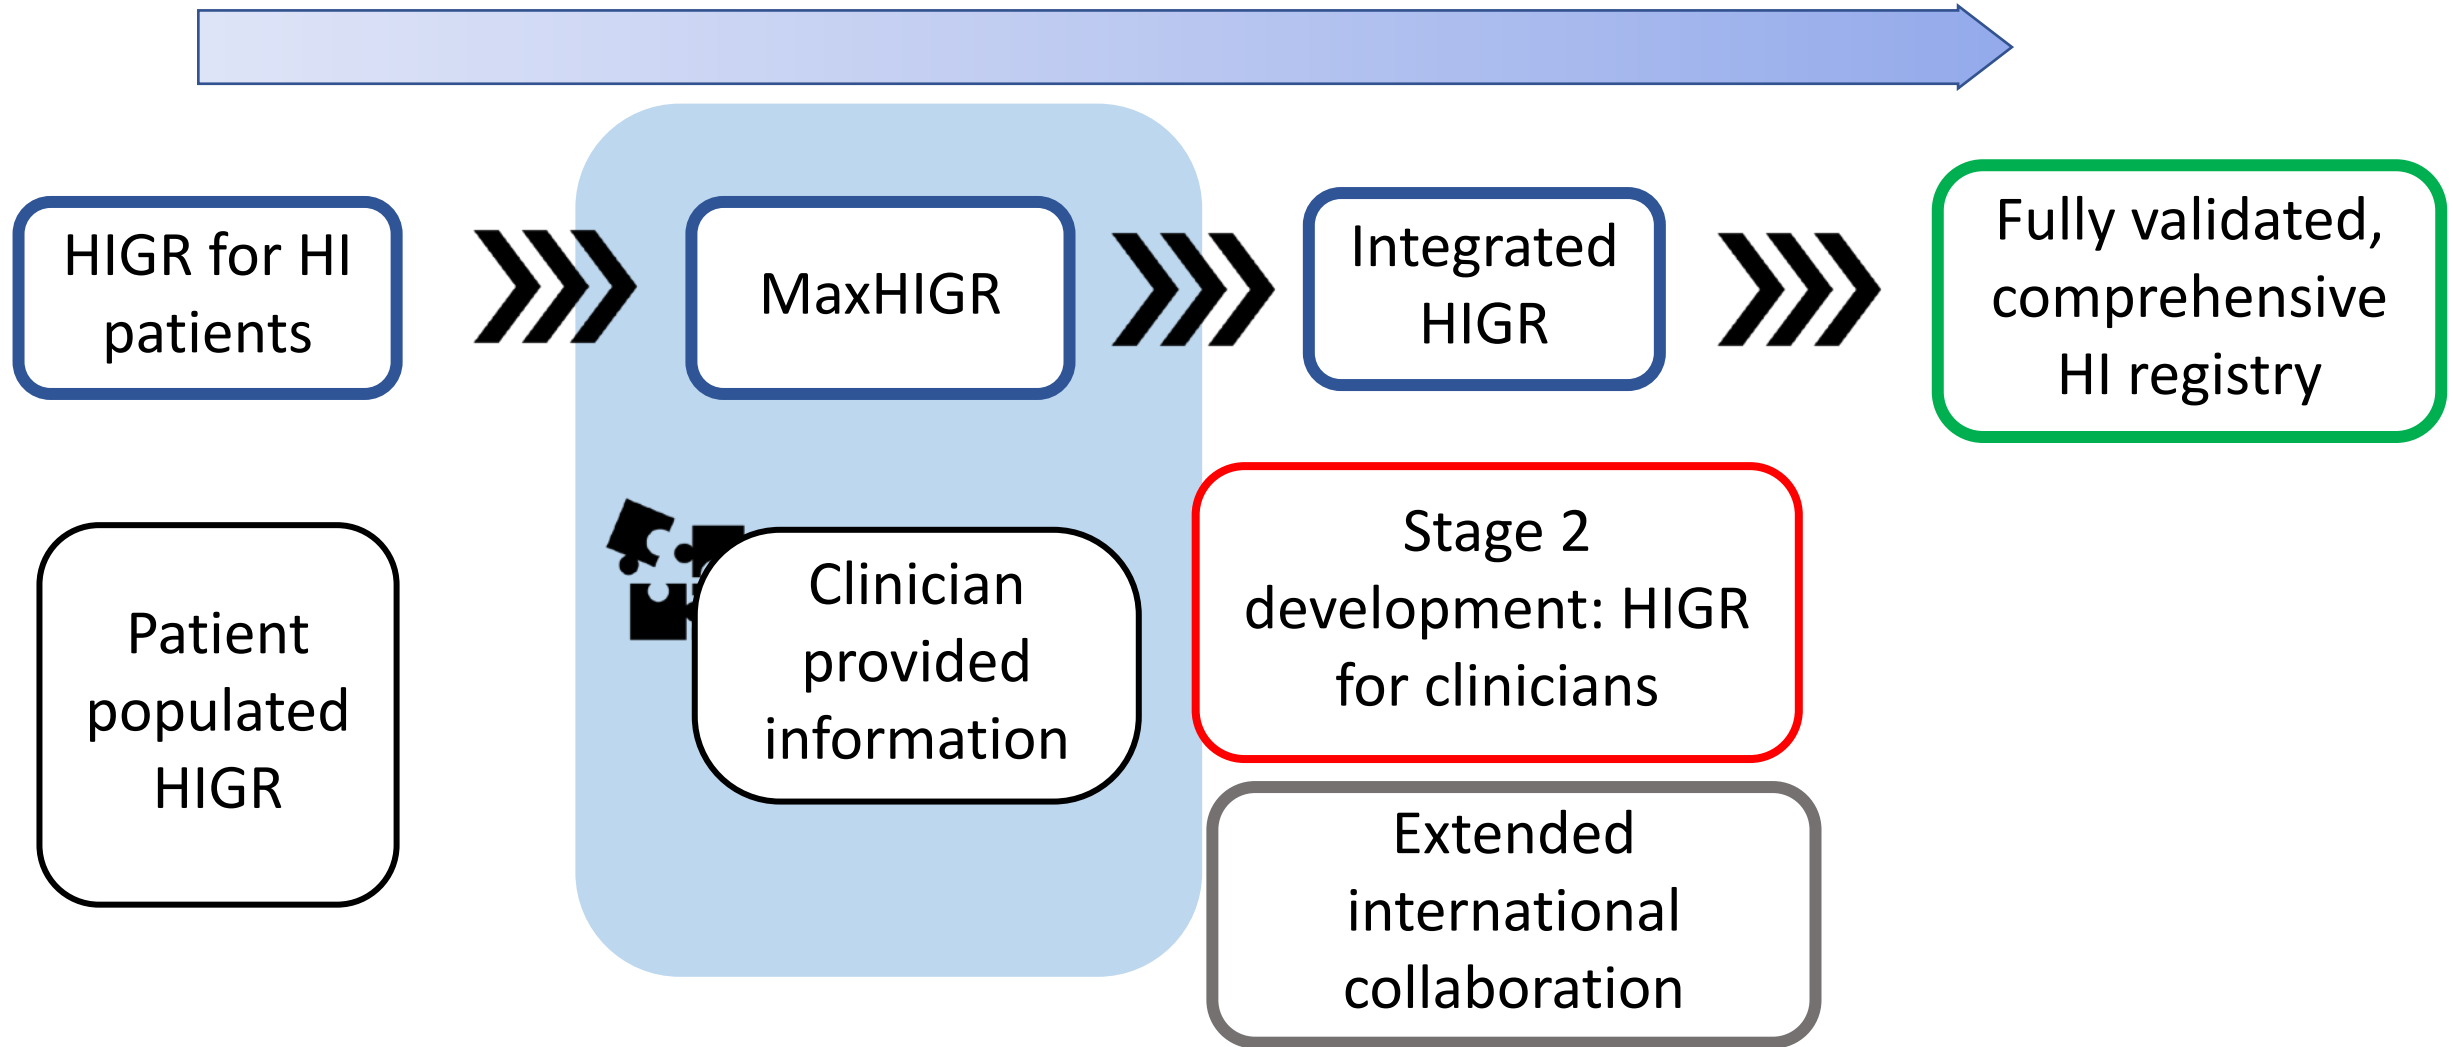 HIGR for HI
patients
MaxHIGR
Integrated
HIGR
Fully validated,
comprehensive
HI registry
Patient
populated
HIGR
Clinician
provided
information
Stage 2
development: HIGR
for clinicians
Extended
international
collaboration